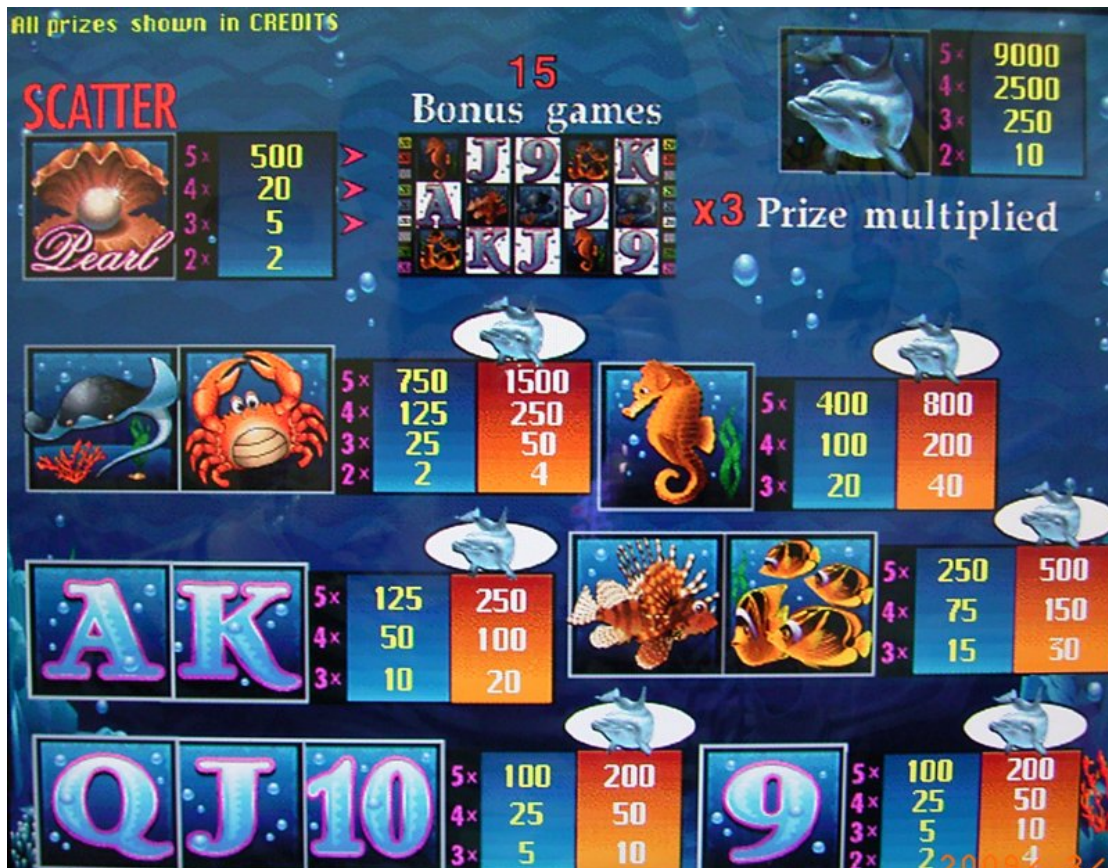 All prizes shown in CREDITS
15
Bonus games
SCATTER
Pearl
5x 500
4x 20
3x 5
2x 2
J 9 K
A 9
K J 9
x3 Prize multiplied
5x 9000
4x 2500
3x 250
2x 10
5x 750 1500
4x 125 250
3x 25 50
2x 2 4
5x 400 800
4x 100 200
3x 20 40
A K
5x 125 250
4x 50 100
3x 10 20
5x 250 500
4x 75 150
3x 15 30
Q J 10
5x 100 200
4x 25 50
3x 5 10
9
5x 100 200
4x 25 50
5 10
2x 2 4